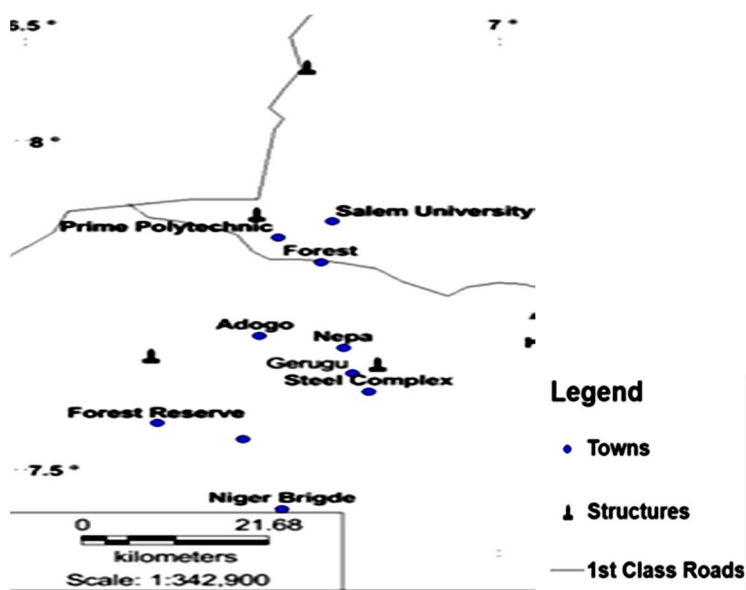 6.5°
7°
8°
Salem University
Prime Polytechnic
Forest
Adogo
Nepa
Gerugu
Steel Complex
Forest Reserve
7.5°
Niger Brigde
0 21.68
kilometers
Scale: 1:342,900
Legend
Towns
Structures
1st Class Roads